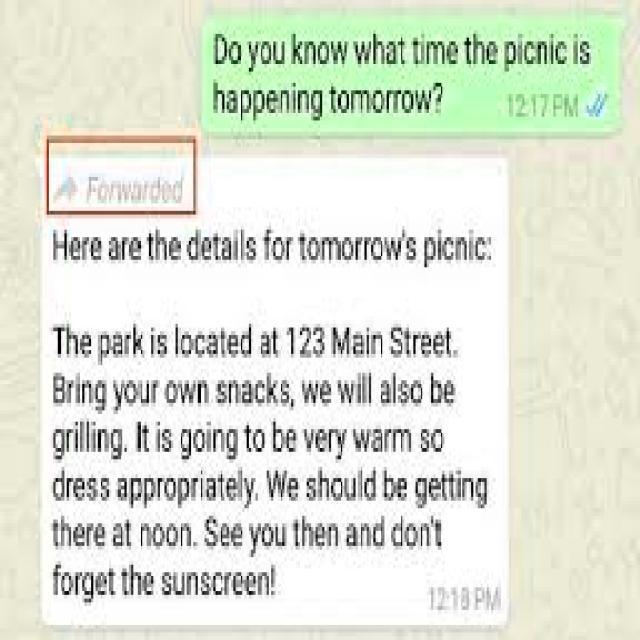 Do you know what time the picnic is
happening tomorrow?
12:17 PM
Forwarded
Here are the details for tomorrow's picnic:
The park is located at 123 Main Street.
Bring your own snacks, we will also be
grilling. It is going to be very warm so
dress appropriately. We should be getting
there at noon. See you then and don't
forget the sunscreen!
12:18 PM